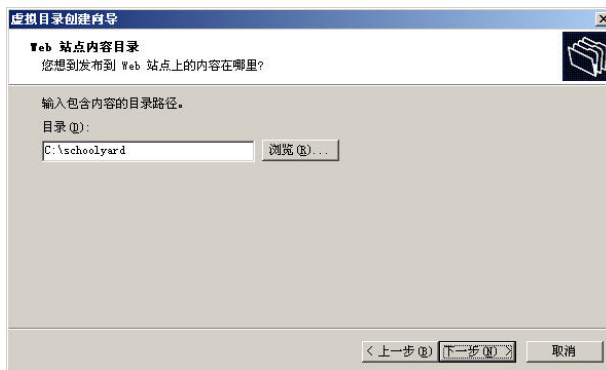 虚拟目录创建向导
Web 站点内容目录
您想到发布到 Web 站点上的内容在哪里?
输入包含内容的目录路径。
目录(D):
C:\schoolyard
浏览(R)...
< 上一步(B) 下一步(N) > 取消